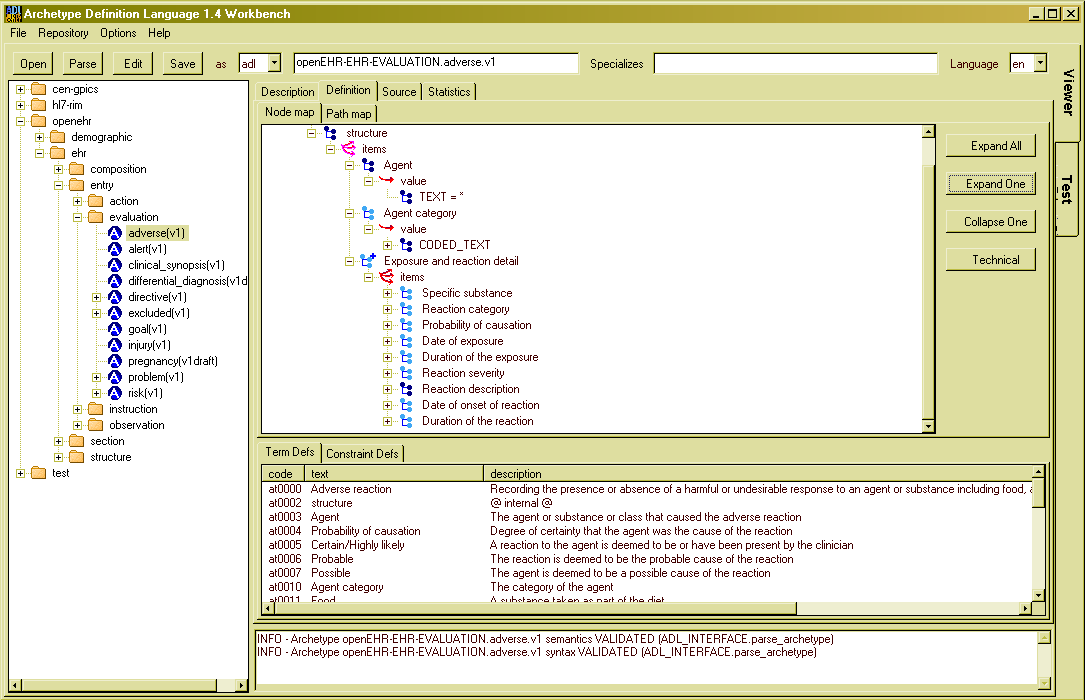 Archetype Definition Language 1.4 Workbench
File Repository Options Help
Open Parse Edit Save as adl openEHR-EHR-EVALUATION.adverse.v1 Specializes Language en
cen-gpics
hl7-rim
openehr
demographic
ehr
composition
entry
action
evaluation
adverse(v1)
alert(v1)
clinical_synopsis(v1)
differential_diagnosis(v1d
directive(v1)
excluded(v1)
goal(v1)
injury(v1)
pregnancy(v1draft)
problem(v1)
risk(v1)
instruction
observation
section
structure
test
Description Definition Source Statistics
Node map Path map
structure
items
Agent
value
TEXT = *
Agent category
value
CODED_TEXT
Exposure and reaction detail
items
Specific substance
Reaction category
Probability of causation
Date of exposure
Duration of the exposure
Reaction severity
Reaction description
Date of onset of reaction
Duration of the reaction
Expand All
Expand One
Collapse One
Technical
Viewer
Test
Term Defs Constraint Defs
code text description
at0000 Adverse reaction Recording the presence or absence of a harmful or undesirable response to an agent or substance including food,
at0002 structure @ internal @
at0003 Agent The agent or substance or class that caused the adverse reaction
at0004 Probability of causation Degree of certainty that the agent was the cause of the reaction
at0005 Certain/Highly likely A reaction to the agent is deemed to be or have been present by the clinician
at0006 Probable The reaction is deemed to be the probable cause of the reaction
at0007 Possible The agent is deemed to be a possible cause of the reaction
at0010 Agent category The category of the agent
at0011 Food A substance taken as part of the diet
INFO - Archetype openEHR-EHR-EVALUATION.adverse.v1 semantics VALIDATED (ADL_INTERFACE.parse_archetype)
INFO - Archetype openEHR-EHR-EVALUATION.adverse.v1 syntax VALIDATED (ADL_INTERFACE.parse_archetype)